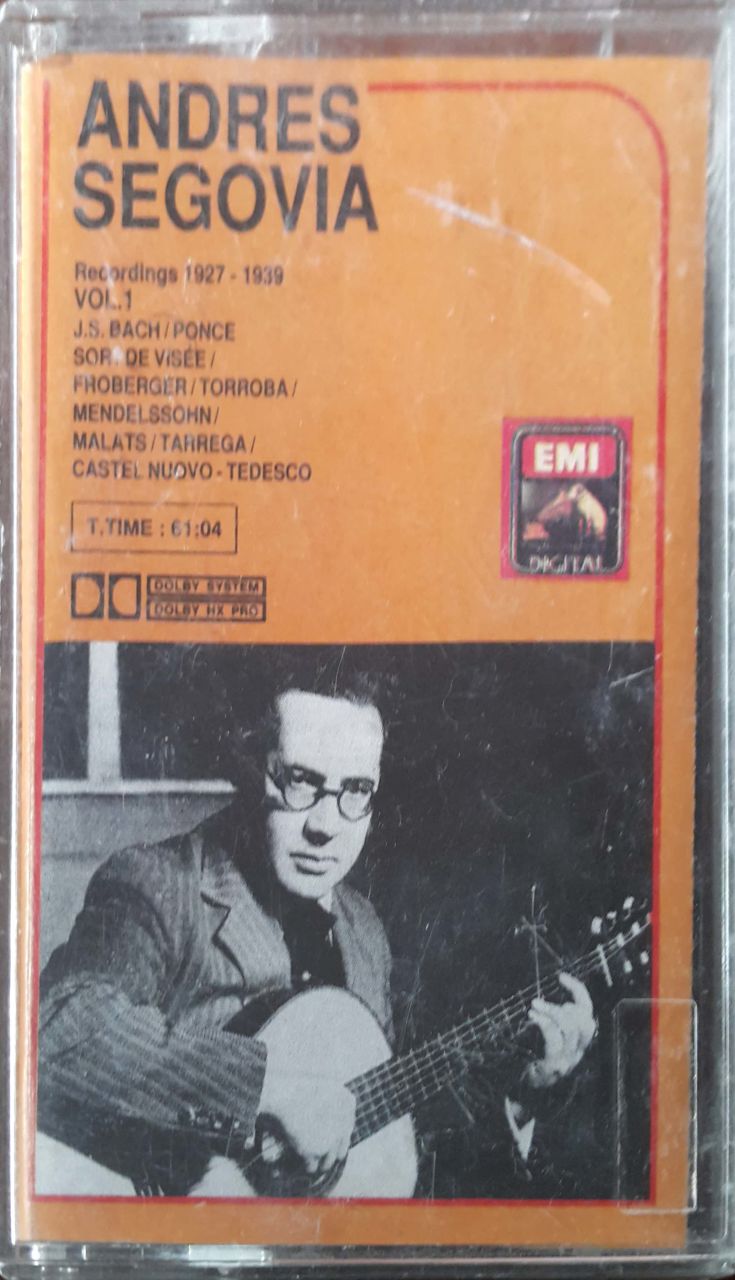 ANDRES
SEGOVIA
Recordings 1927 - 1939
VOL.1
J.S. BACH / PONCE
SOR / DE VISÉE /
FROBERGER / TORROBA /
MENDELSSOHN /
MALATS / TARREGA /
CASTEL NUOVO - TEDESCO
T.TIME : 61:04
DOLBY SYSTEM
DOLBY HX PRO
EMI
DIGITAL